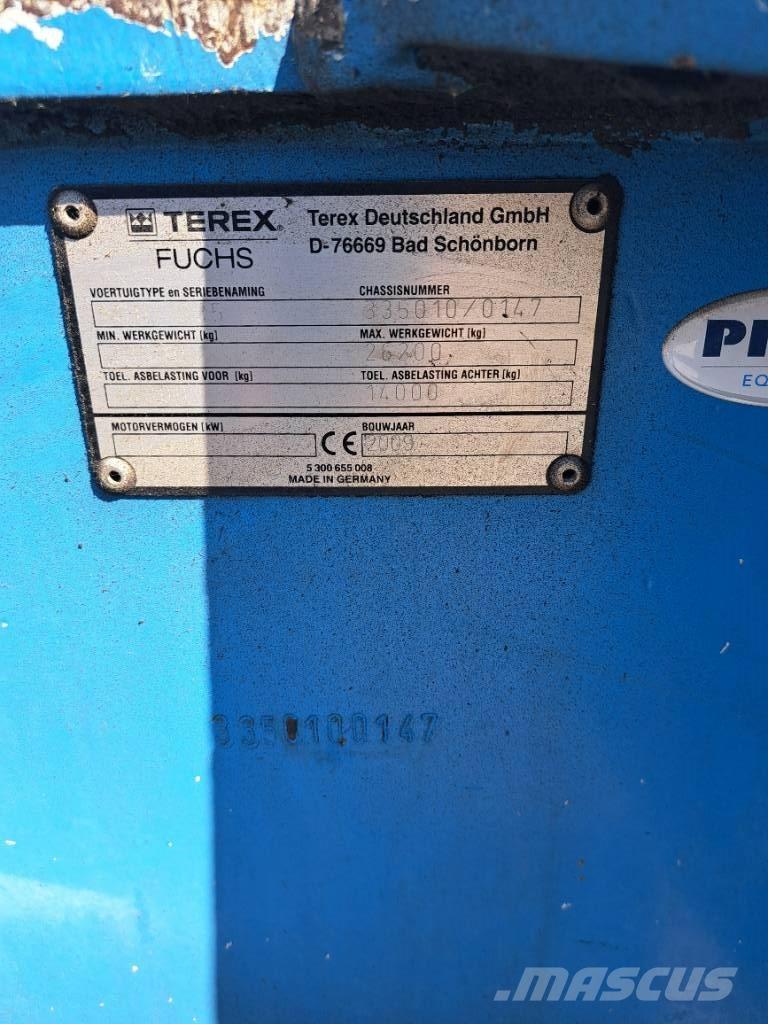 TEREX® Terex Deutschland GmbH
FUCHS D-76669 Bad Schönborn
VOERTUIGTYPE en SERIEBENAMING CHASSISNUMMER
335010/0147
MIN. WERKGEWICHT (kg) MAX. WERKGEWICHT (kg)
TOEL. ASBELASTING VOOR (kg) TOEL. ASBELASTING ACHTER (kg)
14000
MOTORVERMOGEN (kW) CE BOUWJAAR
2009
5 300 655 008
MADE IN GERMANY
EQ
3350100147
MASCUS